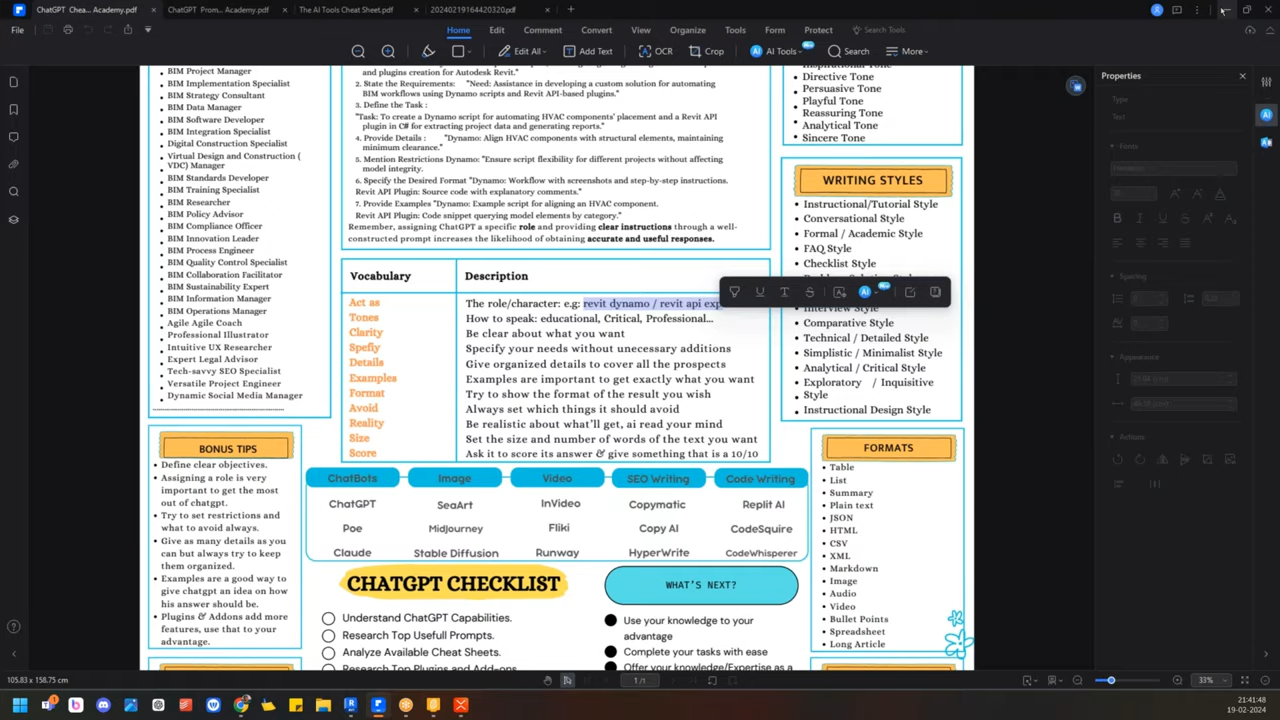 ChatGPT Chea... Academy.pdf
ChatGPT Prom... Academy.pdf
The AI Tools Cheat Sheet.pdf
20240219164420320.pdf
File
Home
Edit
Comment
Convert
View
Organize
Tools
Form
Protect
Search Tools
Edit All
Add Text
OCR
Crop
AI Tools
Search
More
BIM Project Manager
BIM Implementation Specialist
BIM Strategy Consultant
BIM Data Manager
BIM Software Developer
BIM Integration Specialist
Digital Construction Specialist
Virtual Design and Construction (
VDC) Manager
BIM Standards Developer
BIM Training Specialist
BIM Researcher
BIM Policy Advisor
BIM Compliance Officer
BIM Innovation Leader
BIM Process Engineer
BIM Quality Control Specialist
BIM Collaboration Facilitator
BIM Sustainability Expert
BIM Information Manager
BIM Operations Manager
Agile Agile Coach
Professional Illustrator
Intuitive UX Researcher
Expert Legal Advisor
Tech-savvy SEO Specialist
Versatile Project Engineer
Dynamic Social Media Manager
and plugins creation for Autodesk Revit."
2. State the Requirements: "Need: Assistance in developing a custom solution for automating
BIM workflows using Dynamo scripts and Revit API-based plugins."
3. Define the Task :
"Task: To create a Dynamo script for automating HVAC components' placement and a Revit API
plugin in C# for extracting project data and generating reports."
4. Provide Details : "Dynamo: Align HVAC components with structural elements, maintaining
minimum clearance."
5. Mention Restrictions Dynamo: "Ensure script flexibility for different projects without affecting
model integrity.
6. Specify the Desired Format "Dynamo: Workflow with screenshots and step-by-step instructions.
Revit API Plugin: Source code with explanatory comments."
7. Provide Examples "Dynamo: Example script for aligning an HVAC component.
Revit API Plugin: Code snippet querying model elements by category."
Remember, assigning ChatGPT a specific role and providing clear instructions through a well-
constructed prompt increases the likelihood of obtaining accurate and useful responses.
Vocabulary Description
Act as The role/character: e.g: revit dynamo / revit api exp
Tones How to speak: educational, Critical, Professional...
Clarity Be clear about what you want
Spefiy Specify your needs without unecessary additions
Details Give organized details to cover all the prospects
Examples Examples are important to get exactly what you want
Format Try to show the format of the result you wish
Avoid Always set which things it should avoid
Reality Be realistic about what'll get, ai read your mind
Size Set the size and number of words of the text you want
Score Ask it to score its answer & give something that is a 10/10
Directive Tone
Persuasive Tone
Playful Tone
Reassuring Tone
Analytical Tone
Sincere Tone
WRITING STYLES
Instructional/Tutorial Style
Conversational Style
Formal / Academic Style
FAQ Style
Checklist Style
Interview Style
Comparative Style
Technical / Detailed Style
Simplistic / Minimalist Style
Analytical / Critical Style
Exploratory / Inquisitive
Style
Instructional Design Style
BONUS TIPS
Define clear objectives.
Assigning a role is very
important to get the most
out of chatgpt.
Try to set restrictions and
what to avoid always.
Give as many details as you
can but always try to keep
them organized.
Examples are a good way to
give chatgpt an idea on how
his answer should be.
Plugins & Addons add more
features, use that to your
advantage.
ChatBots Image Video SEO Writing Code Writing
ChatGPT SeaArt InVideo Copymatic Replit AI
Poe MidJourney Fliki Copy AI CodeSquire
Claude Stable Diffusion Runway HyperWrite CodeWhisperer
CHATGPT CHECKLIST
Understand ChatGPT Capabilities.
Research Top Usefull Prompts.
Analyze Available Cheat Sheets.
Research Top Plugins and Add-ons
WHAT'S NEXT?
Use your knowledge to your
advantage
Complete your tasks with ease
Offer your knowledge/Expertise as a
FORMATS
Table
List
Summary
Plain text
JSON
HTML
CSV
XML
Markdown
Image
Audio
Video
Bullet Points
Spreadsheet
Long Article
Properties
Type
Text
Fonts
Spacing
Appearance
Actions
105.83 x 158.75 cm
1 /1
33%
21:41:48
19-02-2024